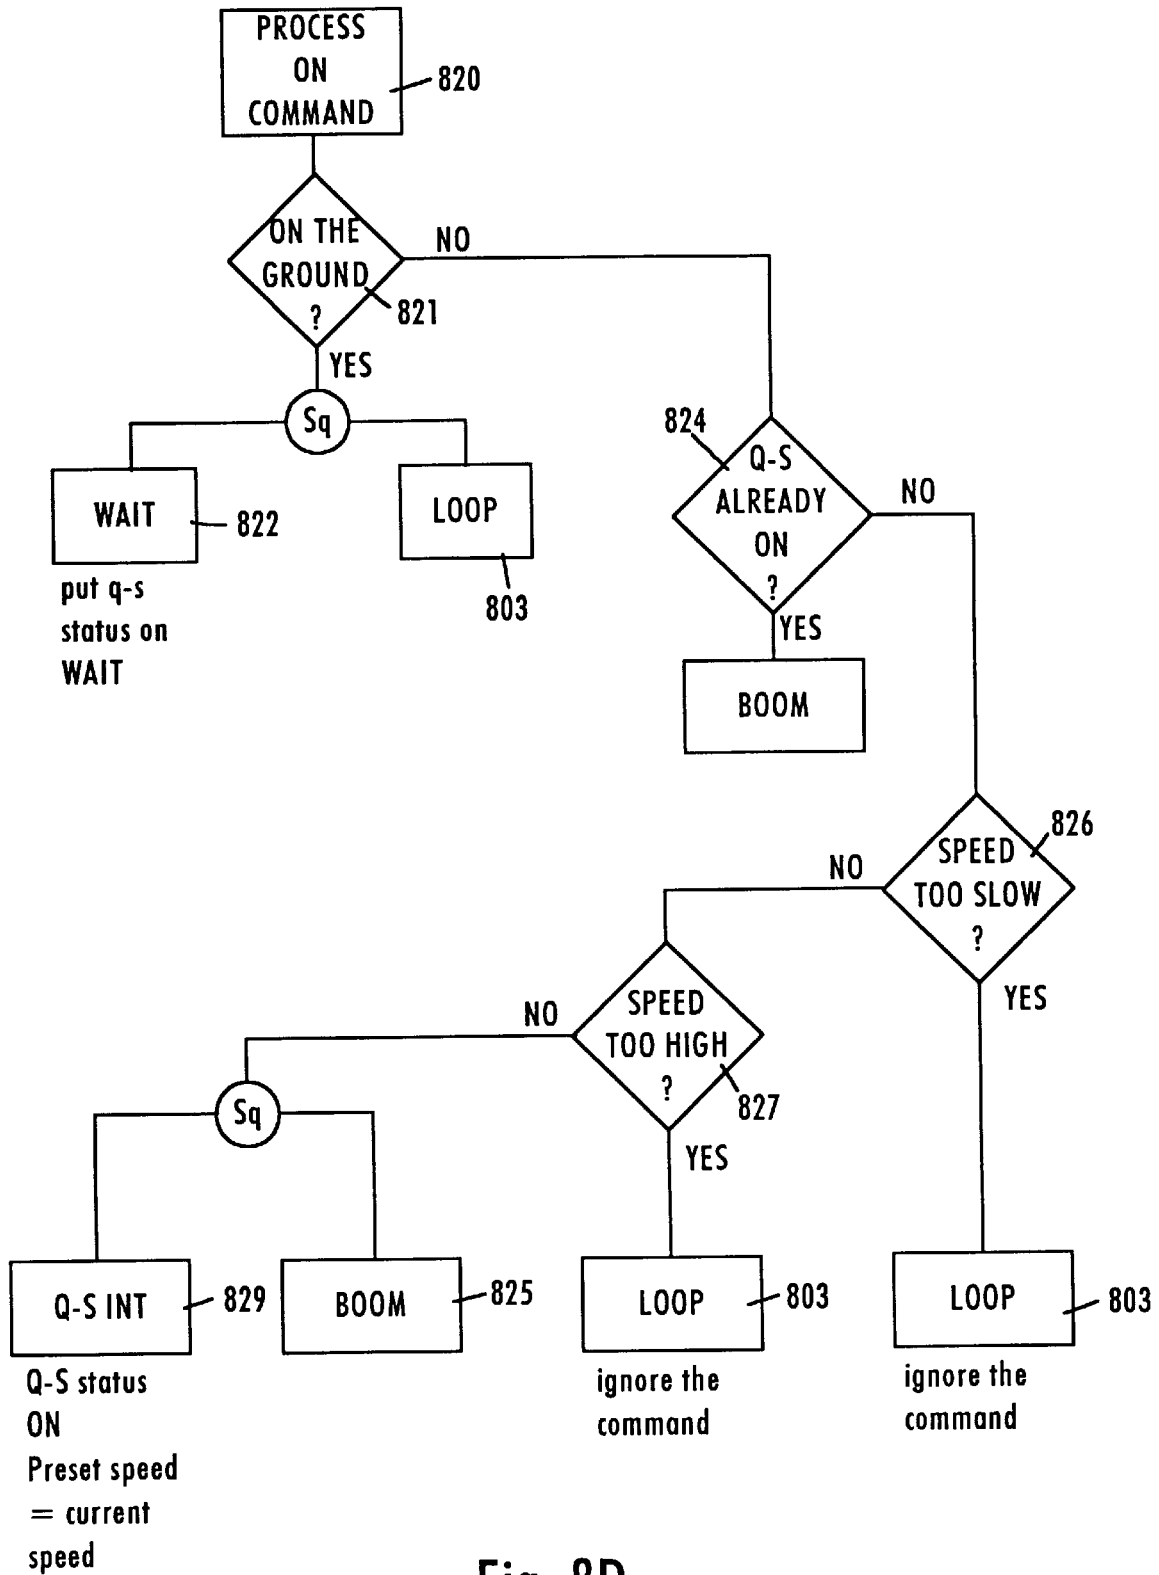 PROCESS
ON
COMMAND
820
ON THE
GROUND
?
821
NO
YES
Sq
WAIT
822
put q-s
status on
WAIT
LOOP
803
824
Q-S
ALREADY
ON
?
NO
YES
BOOM
826
SPEED
TOO SLOW
?
NO
YES
SPEED
TOO HIGH
?
827
NO
YES
Sq
Q-S INT
829
Q-S status
ON
Preset speed
= current
speed
BOOM
825
LOOP
803
ignore the
command
LOOP
803
ignore the
command
Fig. 8D